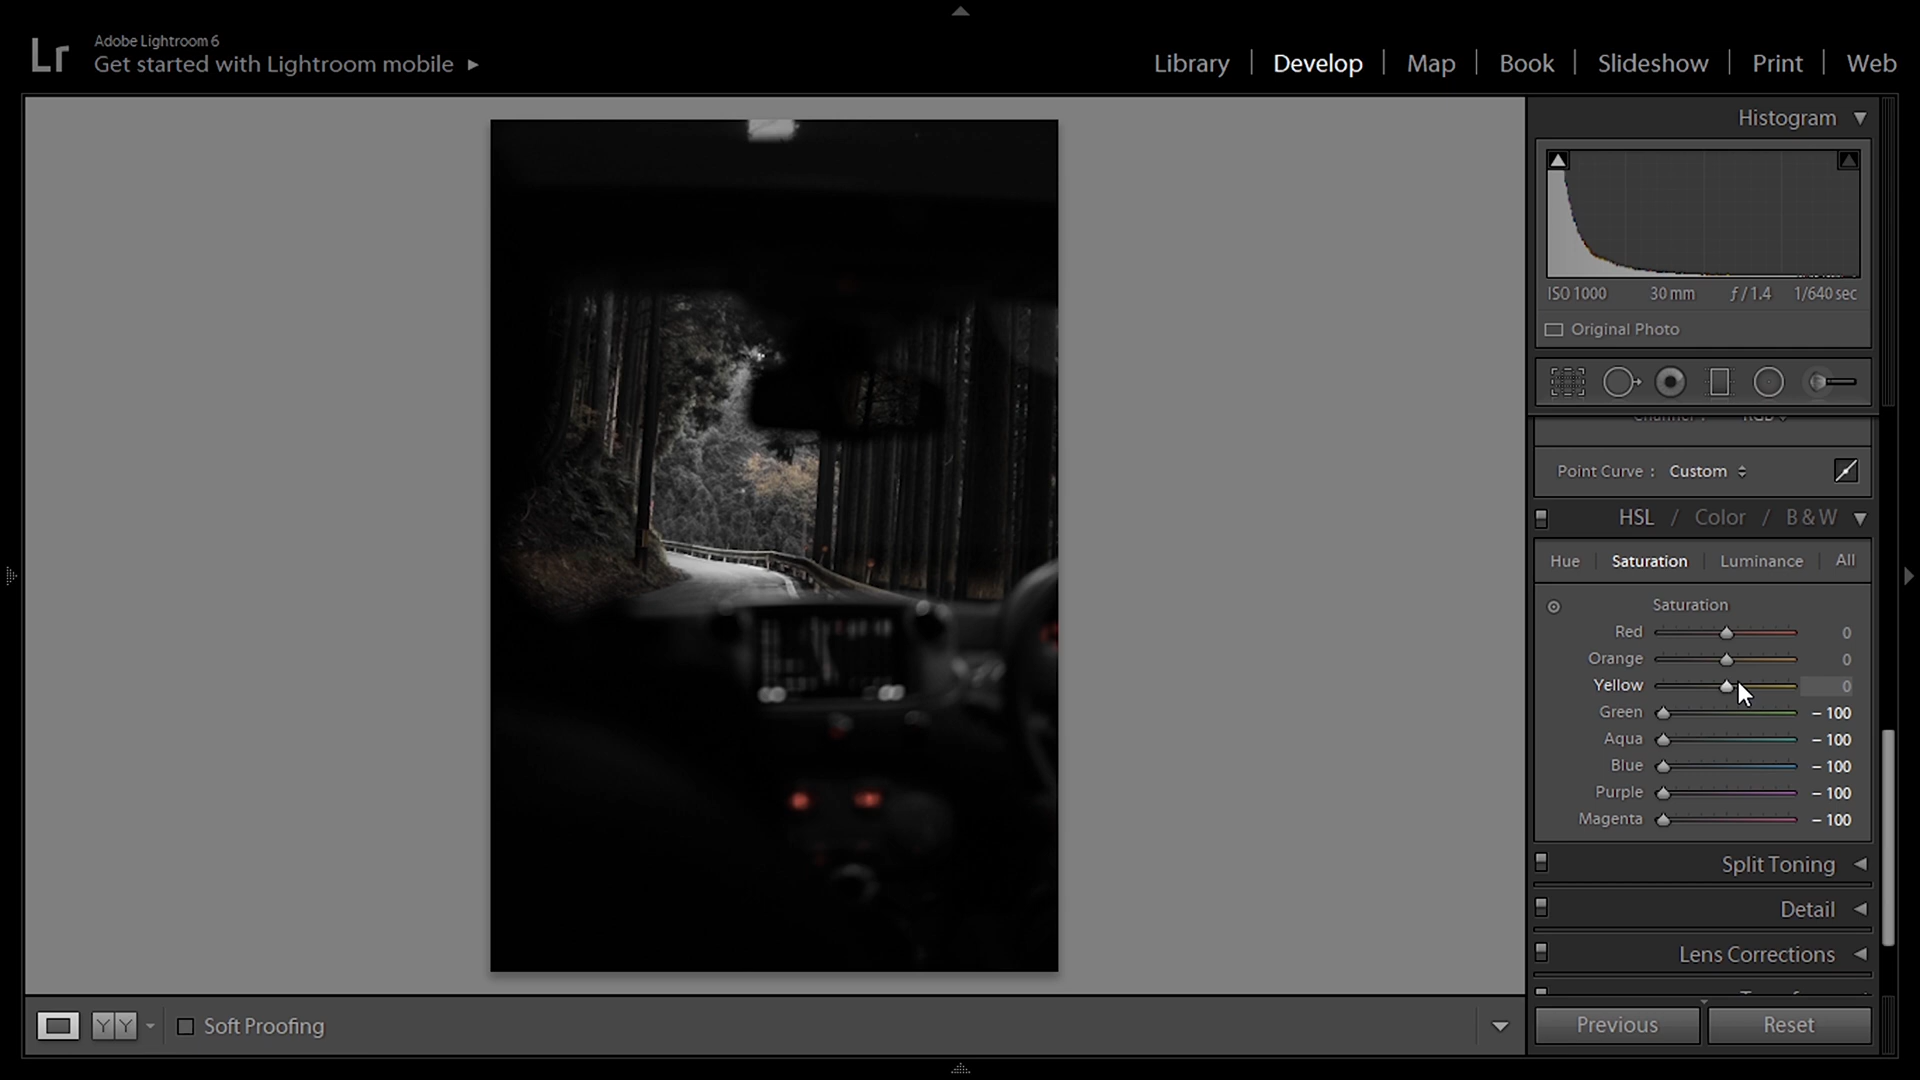 Lr
Adobe Lightroom 6
Get started with Lightroom mobile
Library | Develop | Map | Book | Slideshow | Print | Web
Histogram
ISO 1000 30 mm ƒ / 1.4 1/640 sec
Original Photo
Channel : RGB
Point Curve : Custom
HSL / Color / B & W
Hue | Saturation | Luminance | All
Saturation
Red 0
Orange 0
Yellow 0
Green – 100
Aqua – 100
Blue – 100
Purple – 100
Magenta – 100
Split Toning
Detail
Lens Corrections
Y Y
Soft Proofing
Previous
Reset